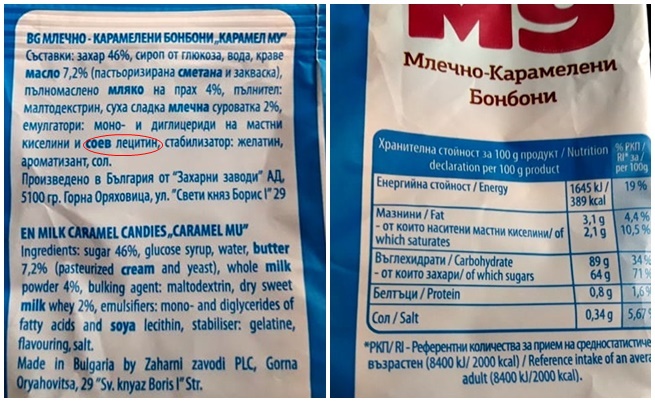 BG МЛЕЧНО - КАРАМЕЛЕНИ БОНБОНИ „КАРАМЕЛ МУ"
Съставки: захар 46%, сироп от глюкоза, вода, краве
масло 7,2% (пастьоризирана сметана и закваска),
пълномаслено мляко на прах 4%, пълнител:
малтодекстрин, суха сладка млечна суроватка 2%,
емулгатори: моно- и диглицериди на мастни
киселини и соев лецитин, стабилизатор: желатин,
ароматизант, сол.
Произведено в България от "Захарни заводи" АД,
5100 гр. Горна Оряховица, ул. "Свети княз Борис I" 29
EN MILK CARAMEL CANDIES „CARAMEL MU"
Ingredients: sugar 46%, glucose syrup, water, butter
7,2% (pasteurized cream and yeast), whole milk
powder 4%, bulking agent: maltodextrin, dry sweet
milk whey 2%, emulsifiers: mono- and diglycerides of
fatty acids and soya lecithin, stabiliser: gelatine,
flavouring, salt.
Made in Bulgaria by Zaharni zavodi PLC, Gorna
Oryahovitsa, 29 "Sv. knyaz Boris I" Str.
МУ
Млечно-Карамелени
Бонбони
Хранителна стойност за 100 g продукт / Nutrition
declaration per 100 g product
% РКП /
RI* за /
per 100g
Енергийна стойност / Energy 1645 kJ / 19 %
389 kcal
Мазнини / Fat 3,1 g 4,4 %
- от които наситени мастни киселини/ of 2,1 g 10,5 %
which saturates
Въглехидрати / Carbohydrate 89 g 34%
- от които захари/ of which sugars 64 g 71%
Белтъци / Protein 0,8 g 1,6%
Сол / Salt 0,34 g 5,67
*РКП/ RI - Референтни количества за прием на среднoстатистиче
възрастен (8400 kJ/ 2000 kcal) / Reference intake of an avera
adult (8400 kJ/2000 kcal).